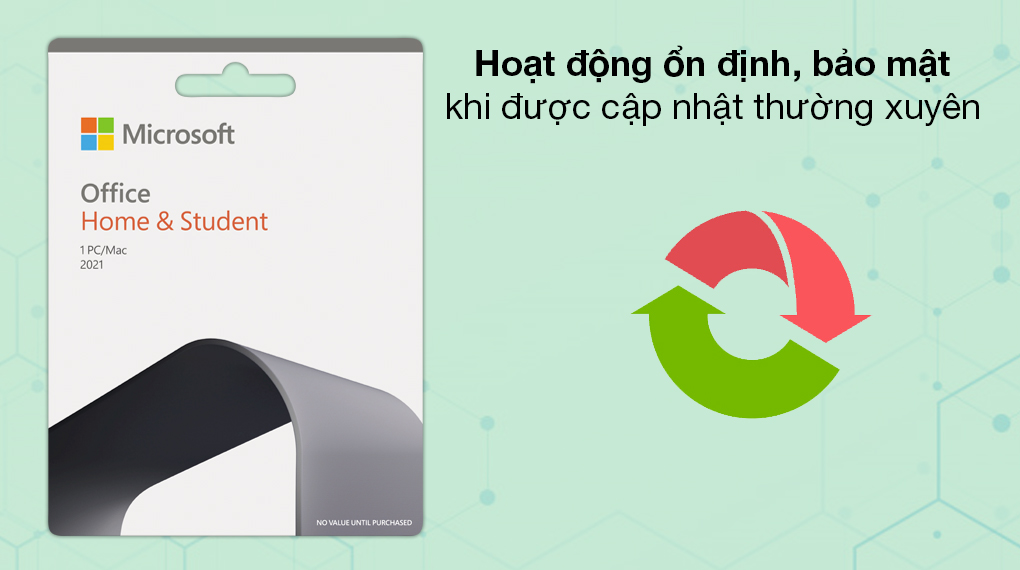 Hoạt động ổn định, bảo mật
khi được cập nhật thường xuyên
Microsoft
Office
Home & Student
1 PC/Mac
2021
NO VALUE UNTIL PURCHASED